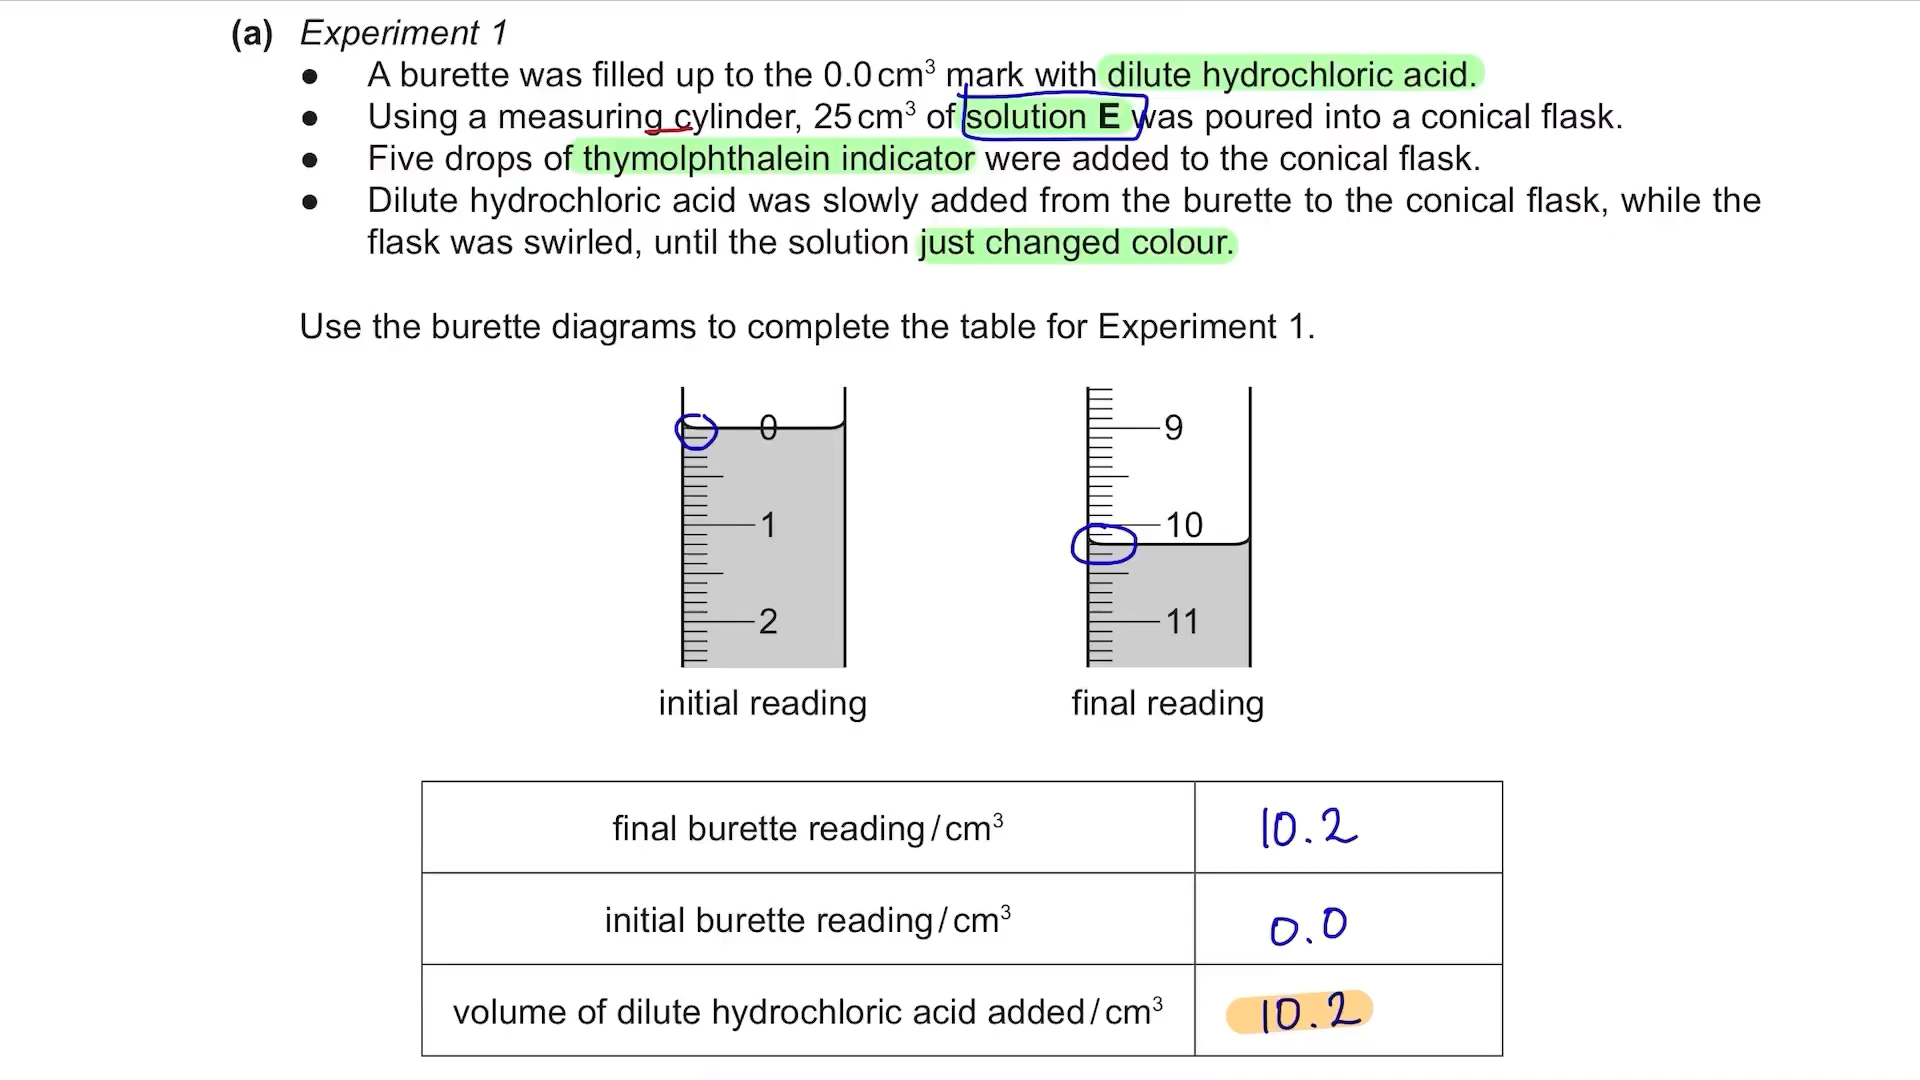 (a) Experiment 1
● A burette was filled up to the 0.0 cm³ mark with dilute hydrochloric acid.
● Using a measuring cylinder, 25 cm³ of solution E was poured into a conical flask.
● Five drops of thymolphthalein indicator were added to the conical flask.
● Dilute hydrochloric acid was slowly added from the burette to the conical flask, while the
flask was swirled, until the solution just changed colour.
Use the burette diagrams to complete the table for Experiment 1.
0
1
2
initial reading
9
10
11
final reading
final burette reading / cm³ 10.2
initial burette reading / cm³ 0.0
volume of dilute hydrochloric acid added / cm³ 10.2